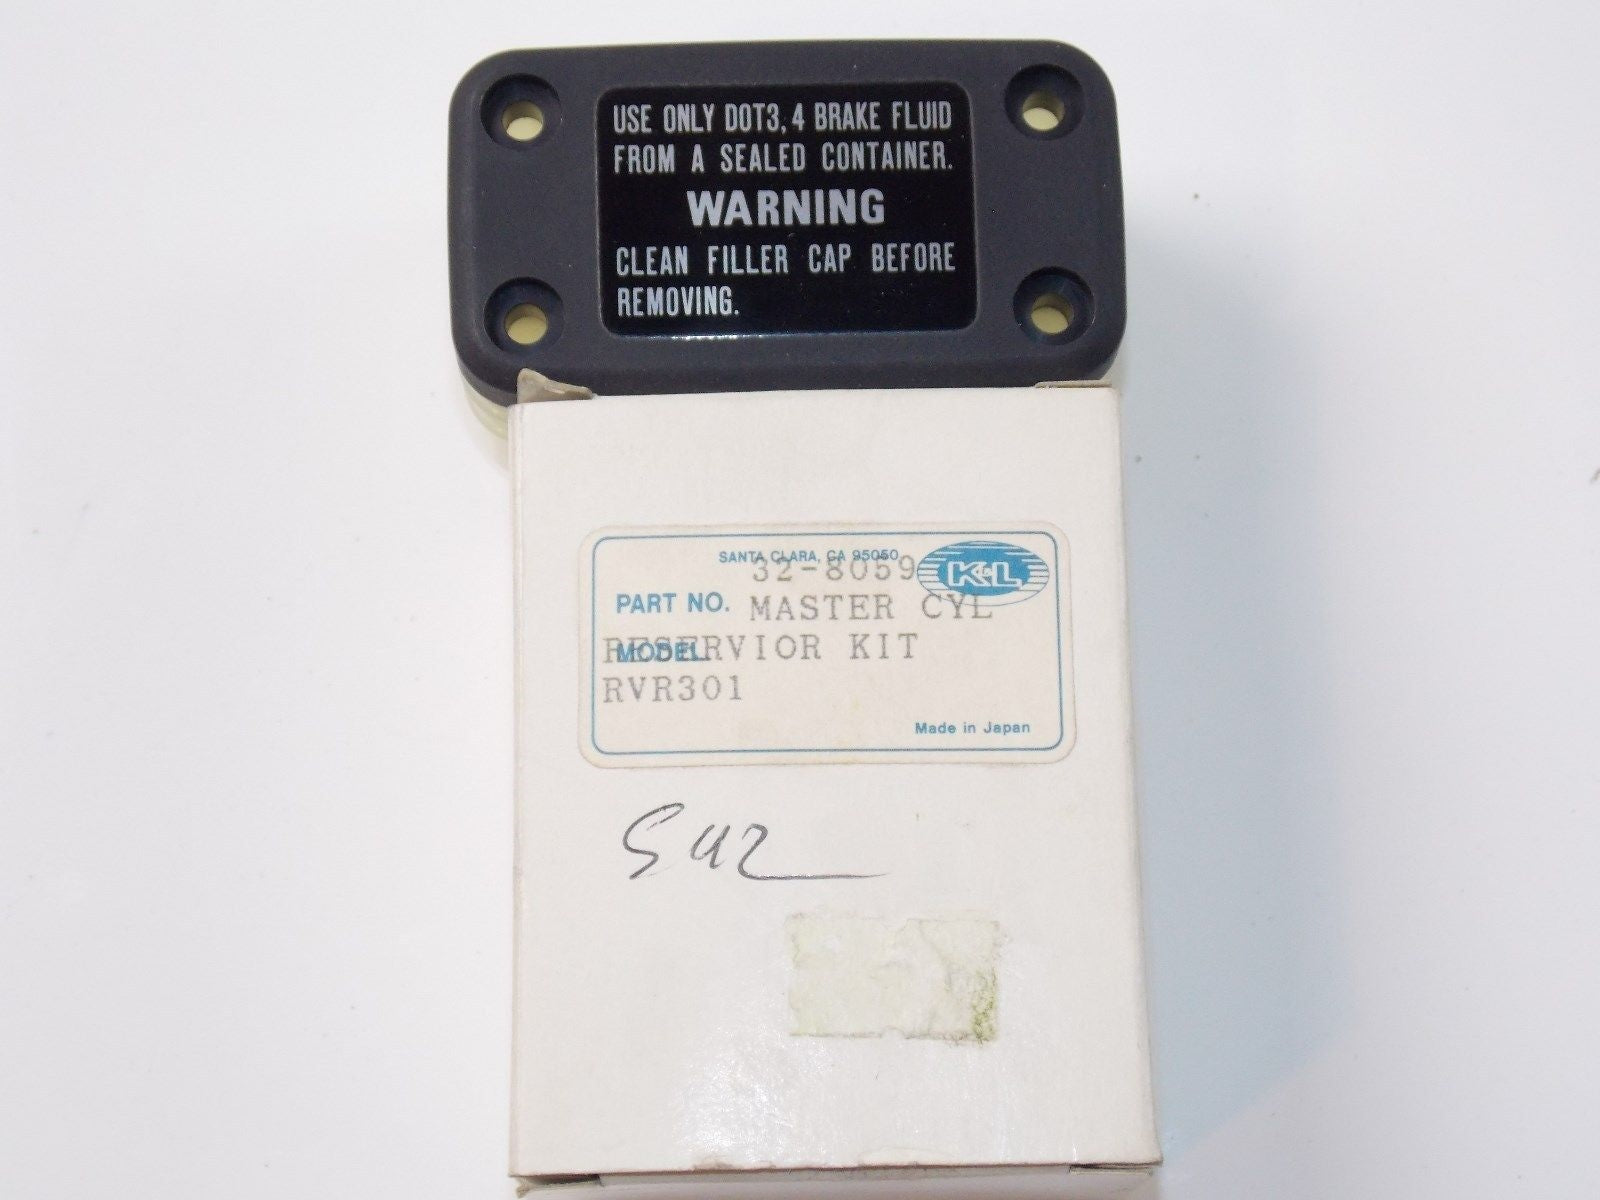 USE ONLY DOT3, 4 BRAKE FLUID
FROM A SEALED CONTAINER.
WARNING
CLEAN FILLER CAP BEFORE
REMOVING.
SANTA CLARA, CA 95050
32-8059
K&L
PART NO. MASTER CYL
MODEL
RESERVIOR KIT
RVR301
Made in Japan
Suz